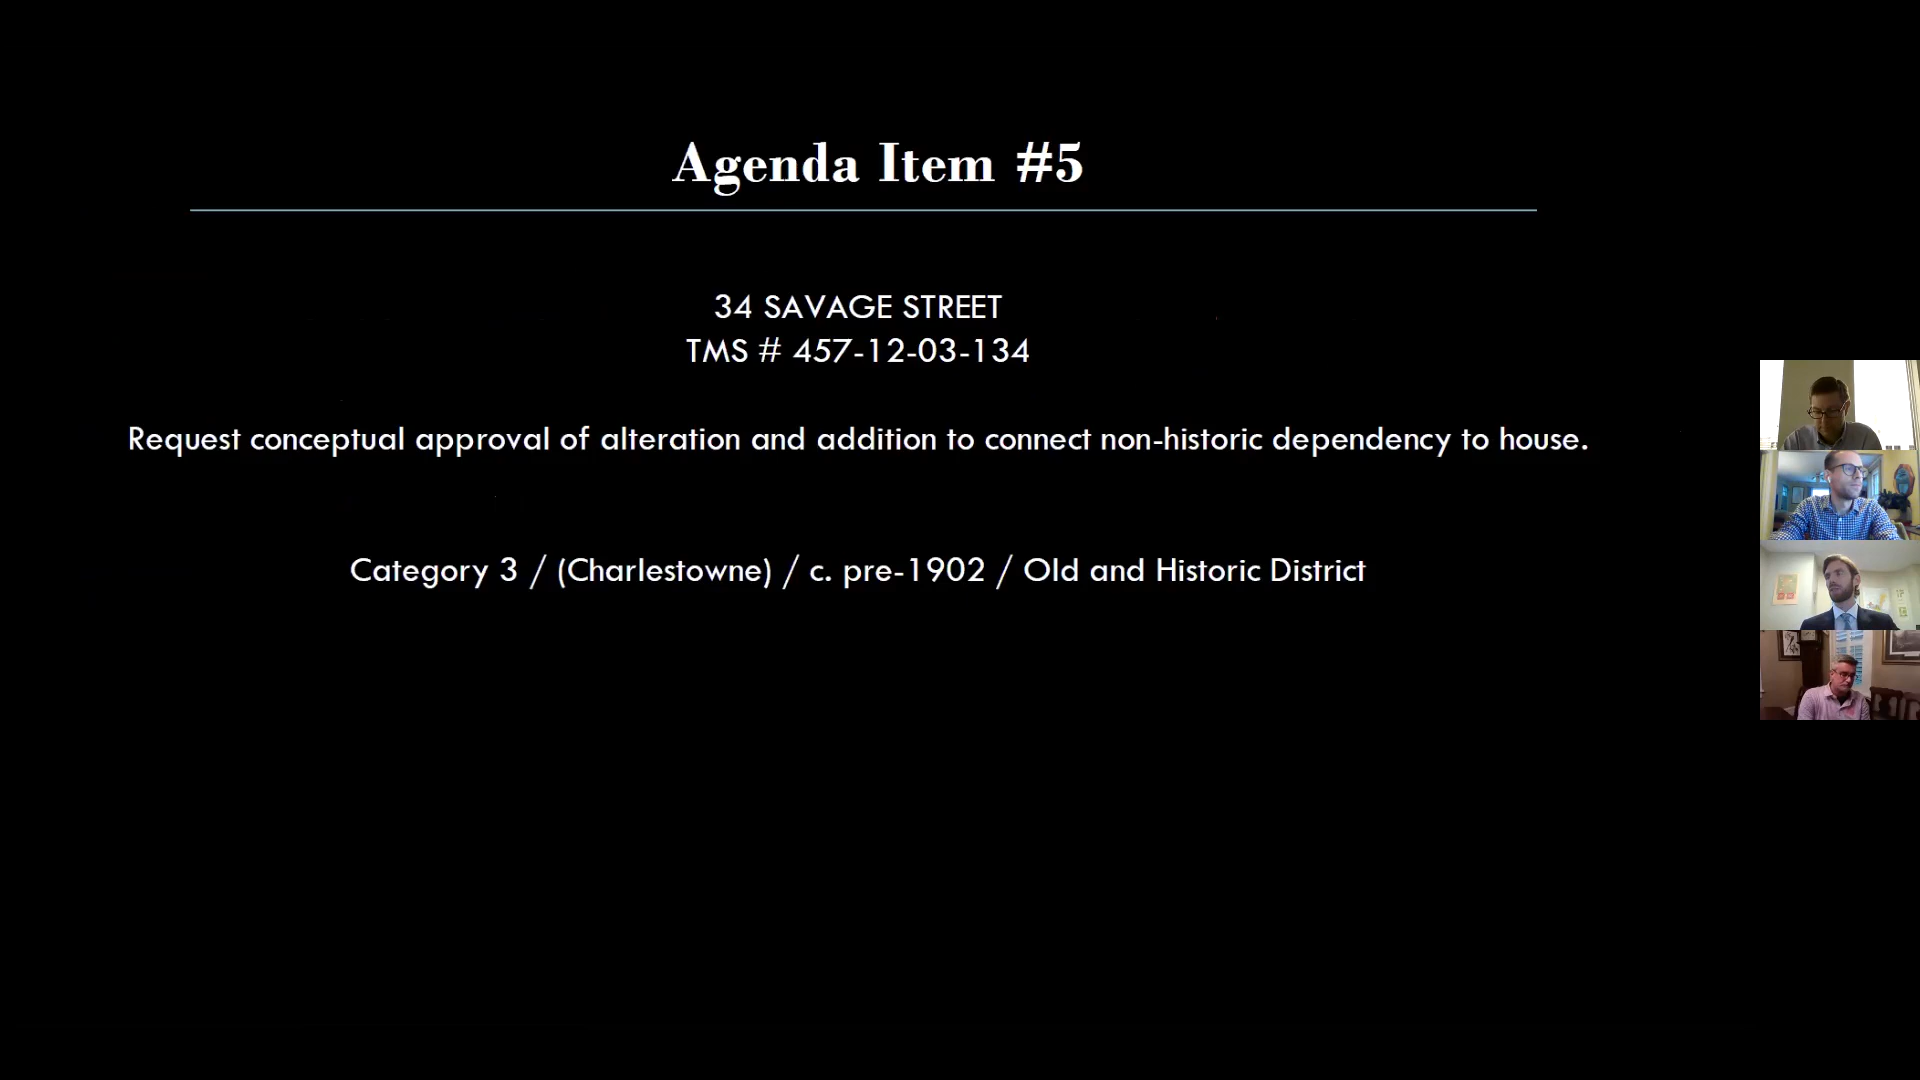 Agenda Item #5
34 SAVAGE STREET
TMS # 457-12-03-134
Request conceptual approval of alteration and addition to connect non-historic dependency to house.
Category 3 / (Charlestowne) / c. pre-1902 / Old and Historic District